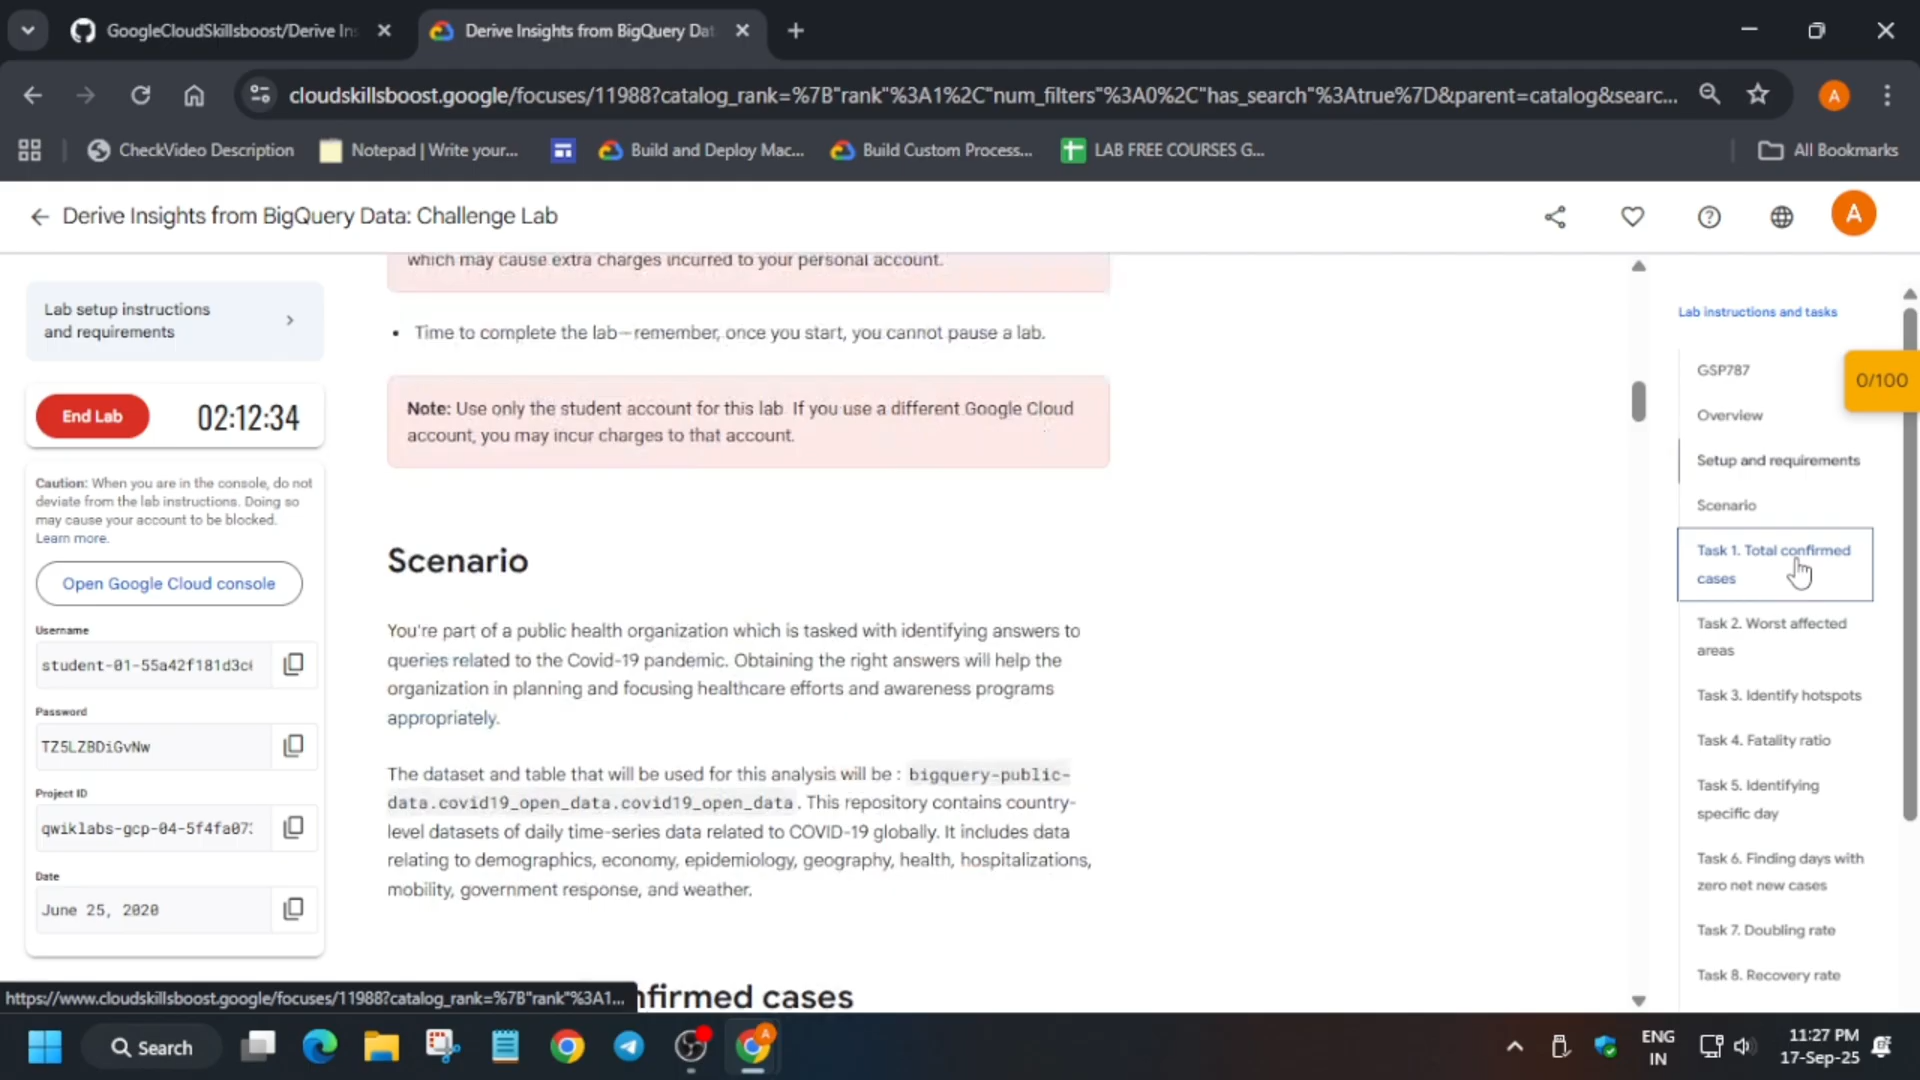 GoogleCloudSkillsboost/Derive In
Derive Insights from BigQuery Dat
cloudskillsboost.google/focuses/11988?catalog_rank=%7B"rank"%3A1%2C"num_filters"%3A0%2C"has_search"%3Atrue%7D&parent=catalog&searc...
A
CheckVideo Description
Notepad | Write your...
Build and Deploy Mac...
Build Custom Process...
LAB FREE COURSES G...
All Bookmarks
Derive Insights from BigQuery Data: Challenge Lab
A
Lab setup instructions
and requirements
End Lab
02:12:34
Caution: When you are in the console, do not
deviate from the lab instructions. Doing so
may cause your account to be blocked.
Learn more.
Open Google Cloud console
Username
student-01-55a42f181d3c
Password
TZ5LZBDiGvNw
Project ID
qwiklabs-gcp-04-5f4fa07
Date
June 25, 2020
which may cause extra charges incurred to your personal account.
• Time to complete the lab—remember, once you start, you cannot pause a lab.
Note: Use only the student account for this lab. If you use a different Google Cloud
account, you may incur charges to that account.
Scenario
You're part of a public health organization which is tasked with identifying answers to
queries related to the Covid-19 pandemic. Obtaining the right answers will help the
organization in planning and focusing healthcare efforts and awareness programs
appropriately.
The dataset and table that will be used for this analysis will be : bigquery-public-
data.covid19_open_data.covid19_open_data. This repository contains country-
level datasets of daily time-series data related to COVID-19 globally. It includes data
relating to demographics, economy, epidemiology, geography, health, hospitalizations,
mobility, government response, and weather.
nfirmed cases
Lab instructions and tasks
GSP787
0/100
Overview
Setup and requirements
Scenario
Task 1. Total confirmed
cases
Task 2. Worst affected
areas
Task 3. Identify hotspots
Task 4. Fatality ratio
Task 5. Identifying
specific day
Task 6. Finding days with
zero net new cases
Task 7. Doubling rate
Task 8. Recovery rate
https://www.cloudskillsboost.google/focuses/11988?catalog_rank=%7B"rank"%3A1...
Search
A
ENG
IN
11:27 PM
17-Sep-25